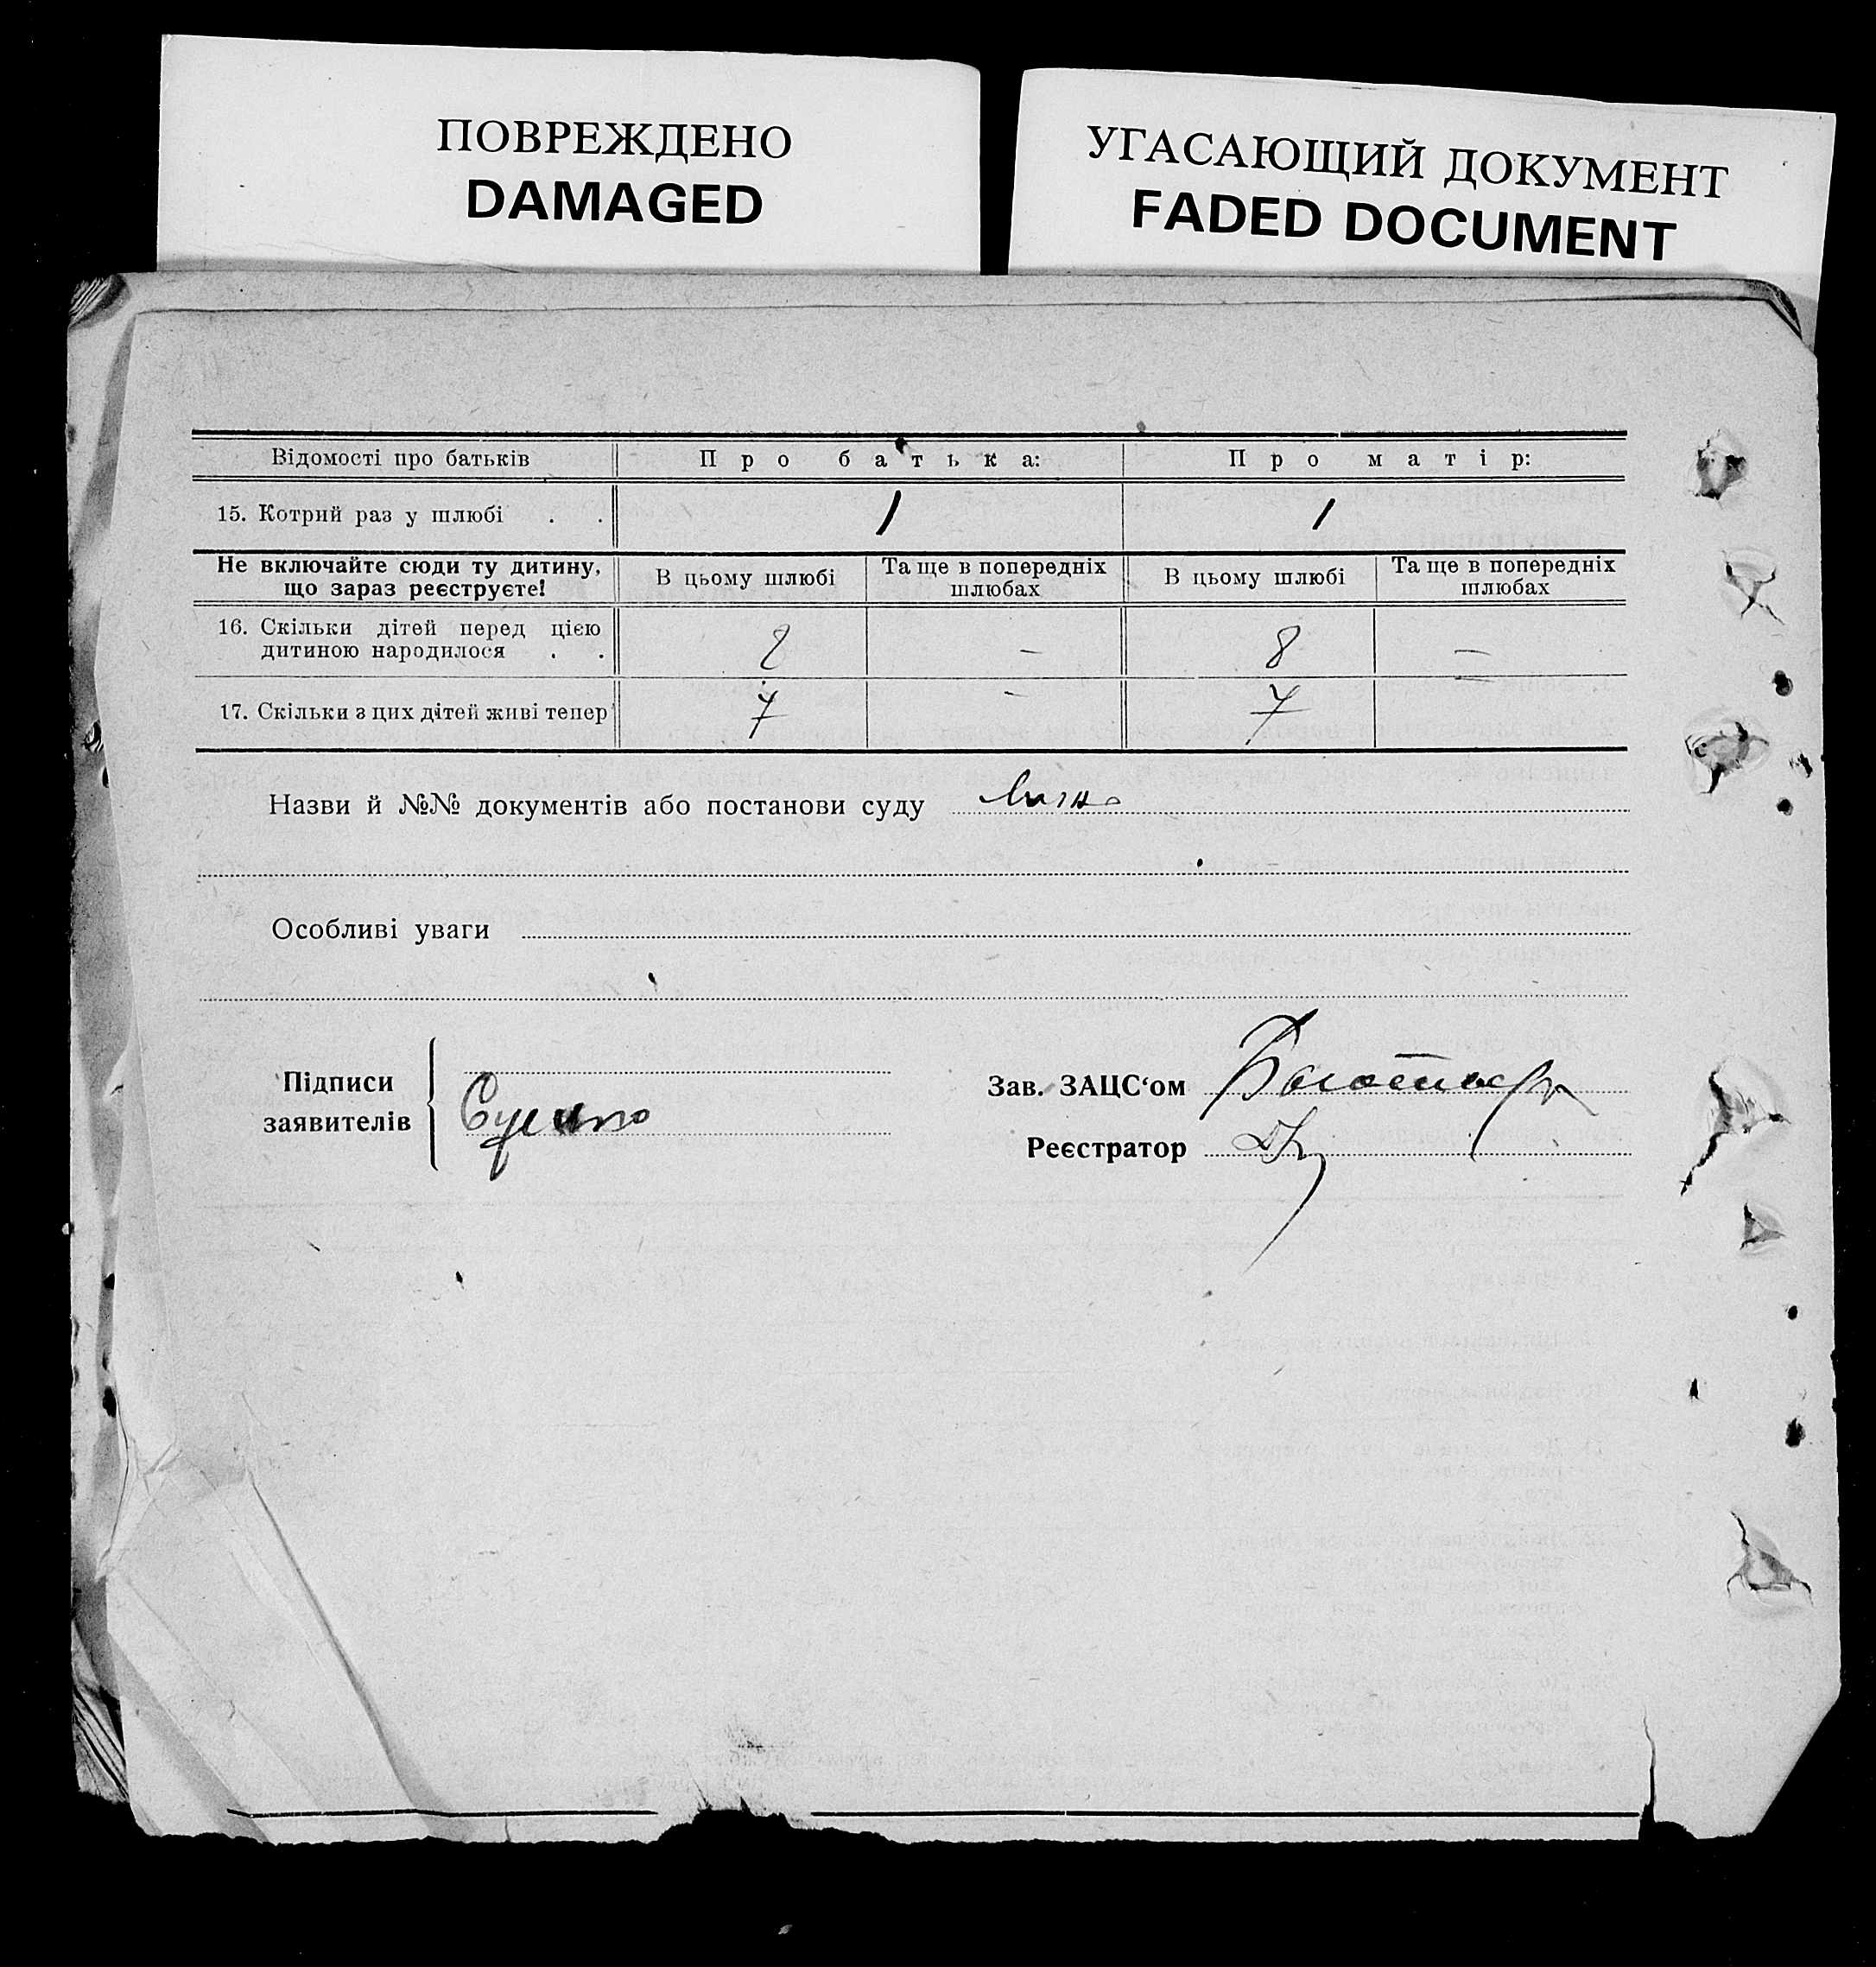 ПОВРЕЖДЕНО
DAMAGED
УГАСАЮЩИЙ ДОКУМЕНТ
FADED DOCUMENT
Відомості про батьків Про батька: Про матір:
15. Котрий раз у шлюбі . . 1 1
Не включайте сюди ту дитину, що зараз реєструєте! В цьому шлюбі Та ще в попередніх шлюбах В цьому шлюбі Та ще в попередніх шлюбах
16. Скільки дітей перед цією
дитиною народилося . . 8 — 8 —
17. Скільки з цих дітей живі тепер 7 — 7 —
Назви й №№ документів або постанови суду
Особливі уваги
Підписи
заявителів
Зав. ЗАЦС‘ом
Реєстратор